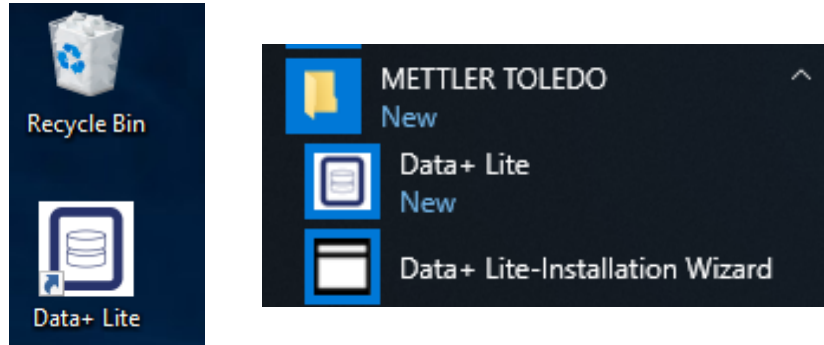 Recycle Bin
Data+ Lite
METTLER TOLEDO
New
Data+ Lite
New
Data+ Lite-Installation Wizard